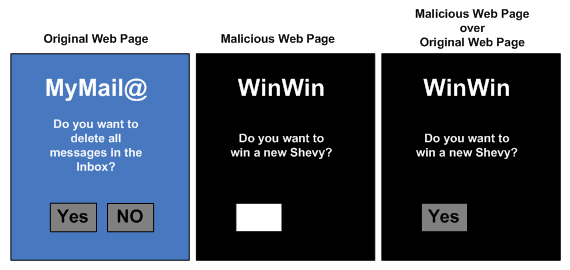 Original Web Page
MyMail@
Do you want to
delete all
messages in the
Inbox?
Yes
NO
Malicious Web Page
WinWin
Do you want to
win a new Shevy?
Malicious Web Page
over
Original Web Page
WinWin
Do you want to
win a new Shevy?
Yes